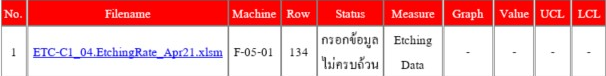 No. Filename Machine Row Status Measure Graph Value UCL LCL
1 ETC-C1_04.EtchingRate_Apr21.xlsm F-05-01 134 กรอกข้อมูล Etching - - - -
ไม่ครบถ้วน Data